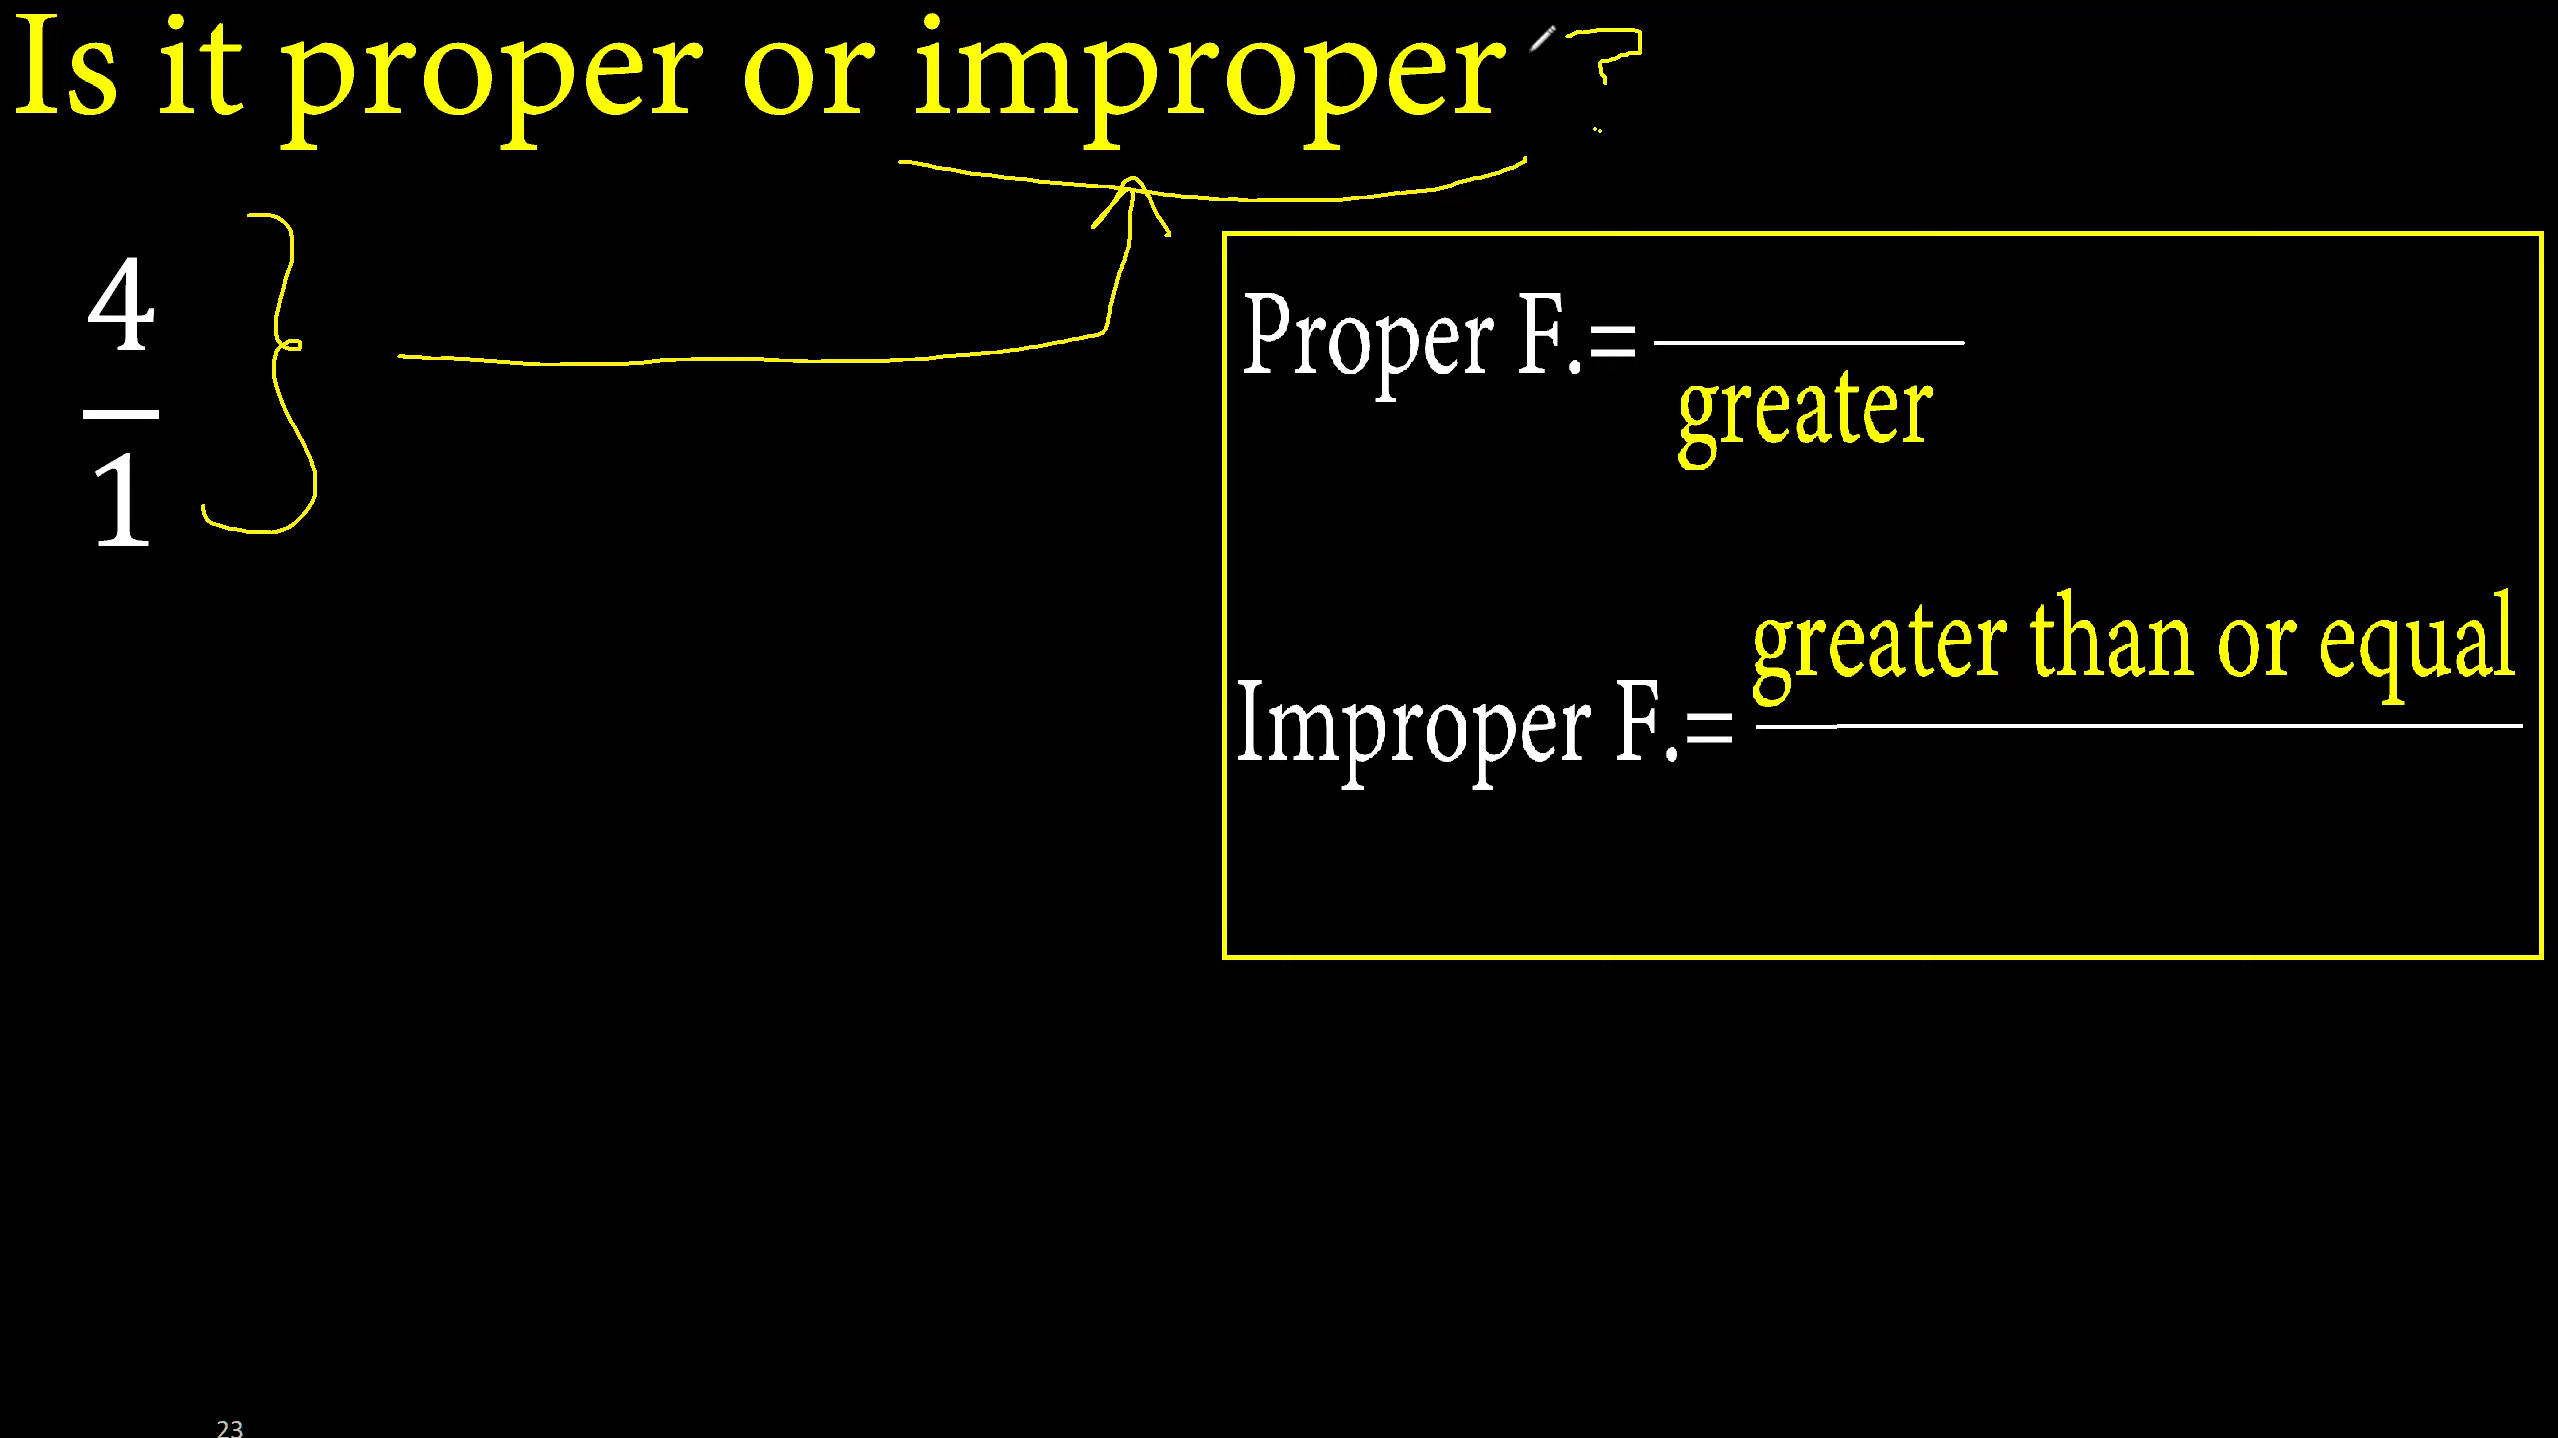 Is it proper or improper ?
4
1
Proper F.=
greater
greater than or equal
Improper F.=
23